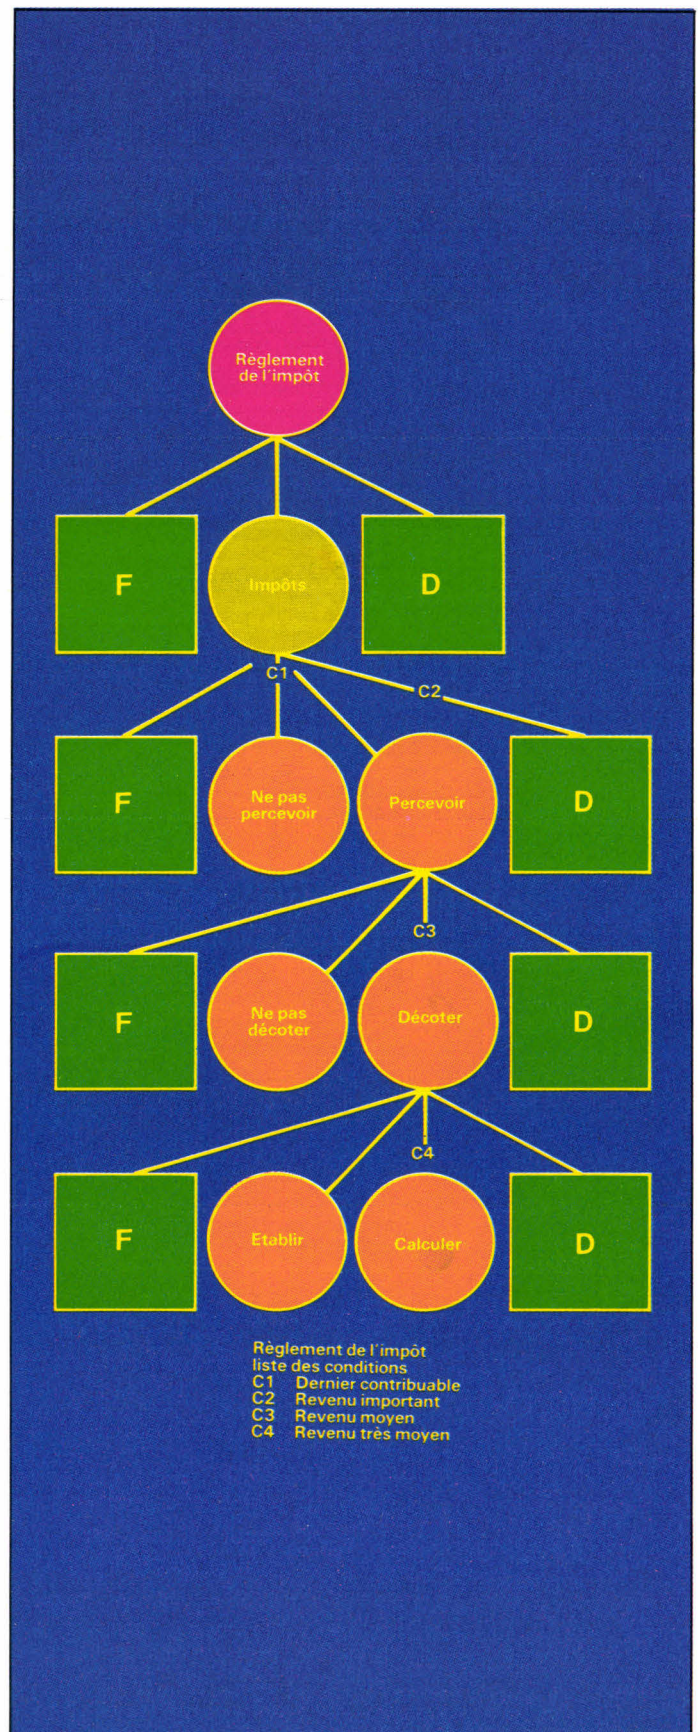 Règlement
de l'impôt
F
Impôts
D
C1
C2
F
Ne pas
percevoir
Percevoir
D
C3
F
Ne pas
décoter
Décoter
D
C4
F
Etablir
Calculer
D
Règlement de l'impôt
liste des conditions
C1 Dernier contribuable
C2 Revenu important
C3 Revenu moyen
C4 Revenu très moyen